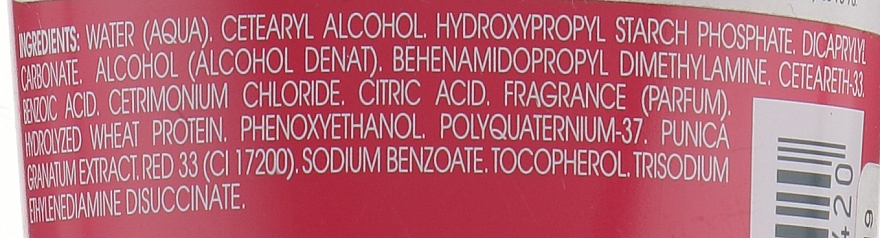 INGREDIENTS: WATER (AQUA). CETEARYL ALCOHOL. HYDROXYPROPYL STARCH PHOSPHATE. DICAPRYLYL
CARBONATE. ALCOHOL (ALCOHOL DENAT). BEHENAMIDOPROPYL DIMETHYLAMINE. CETEARETH-33.
BENZOIC ACID. CETRIMONIUM CHLORIDE. CITRIC ACID. FRAGRANCE (PARFUM).
HYDROLYZED WHEAT PROTEIN. PHENOXYETHANOL. POLYQUATERNIUM-37. PUNICA
GRANATUM EXTRACT. RED 33 (CI 17200). SODIUM BENZOATE. TOCOPHEROL. TRISODIUM
ETHYLENEDIAMINE DISUCCINATE.
420